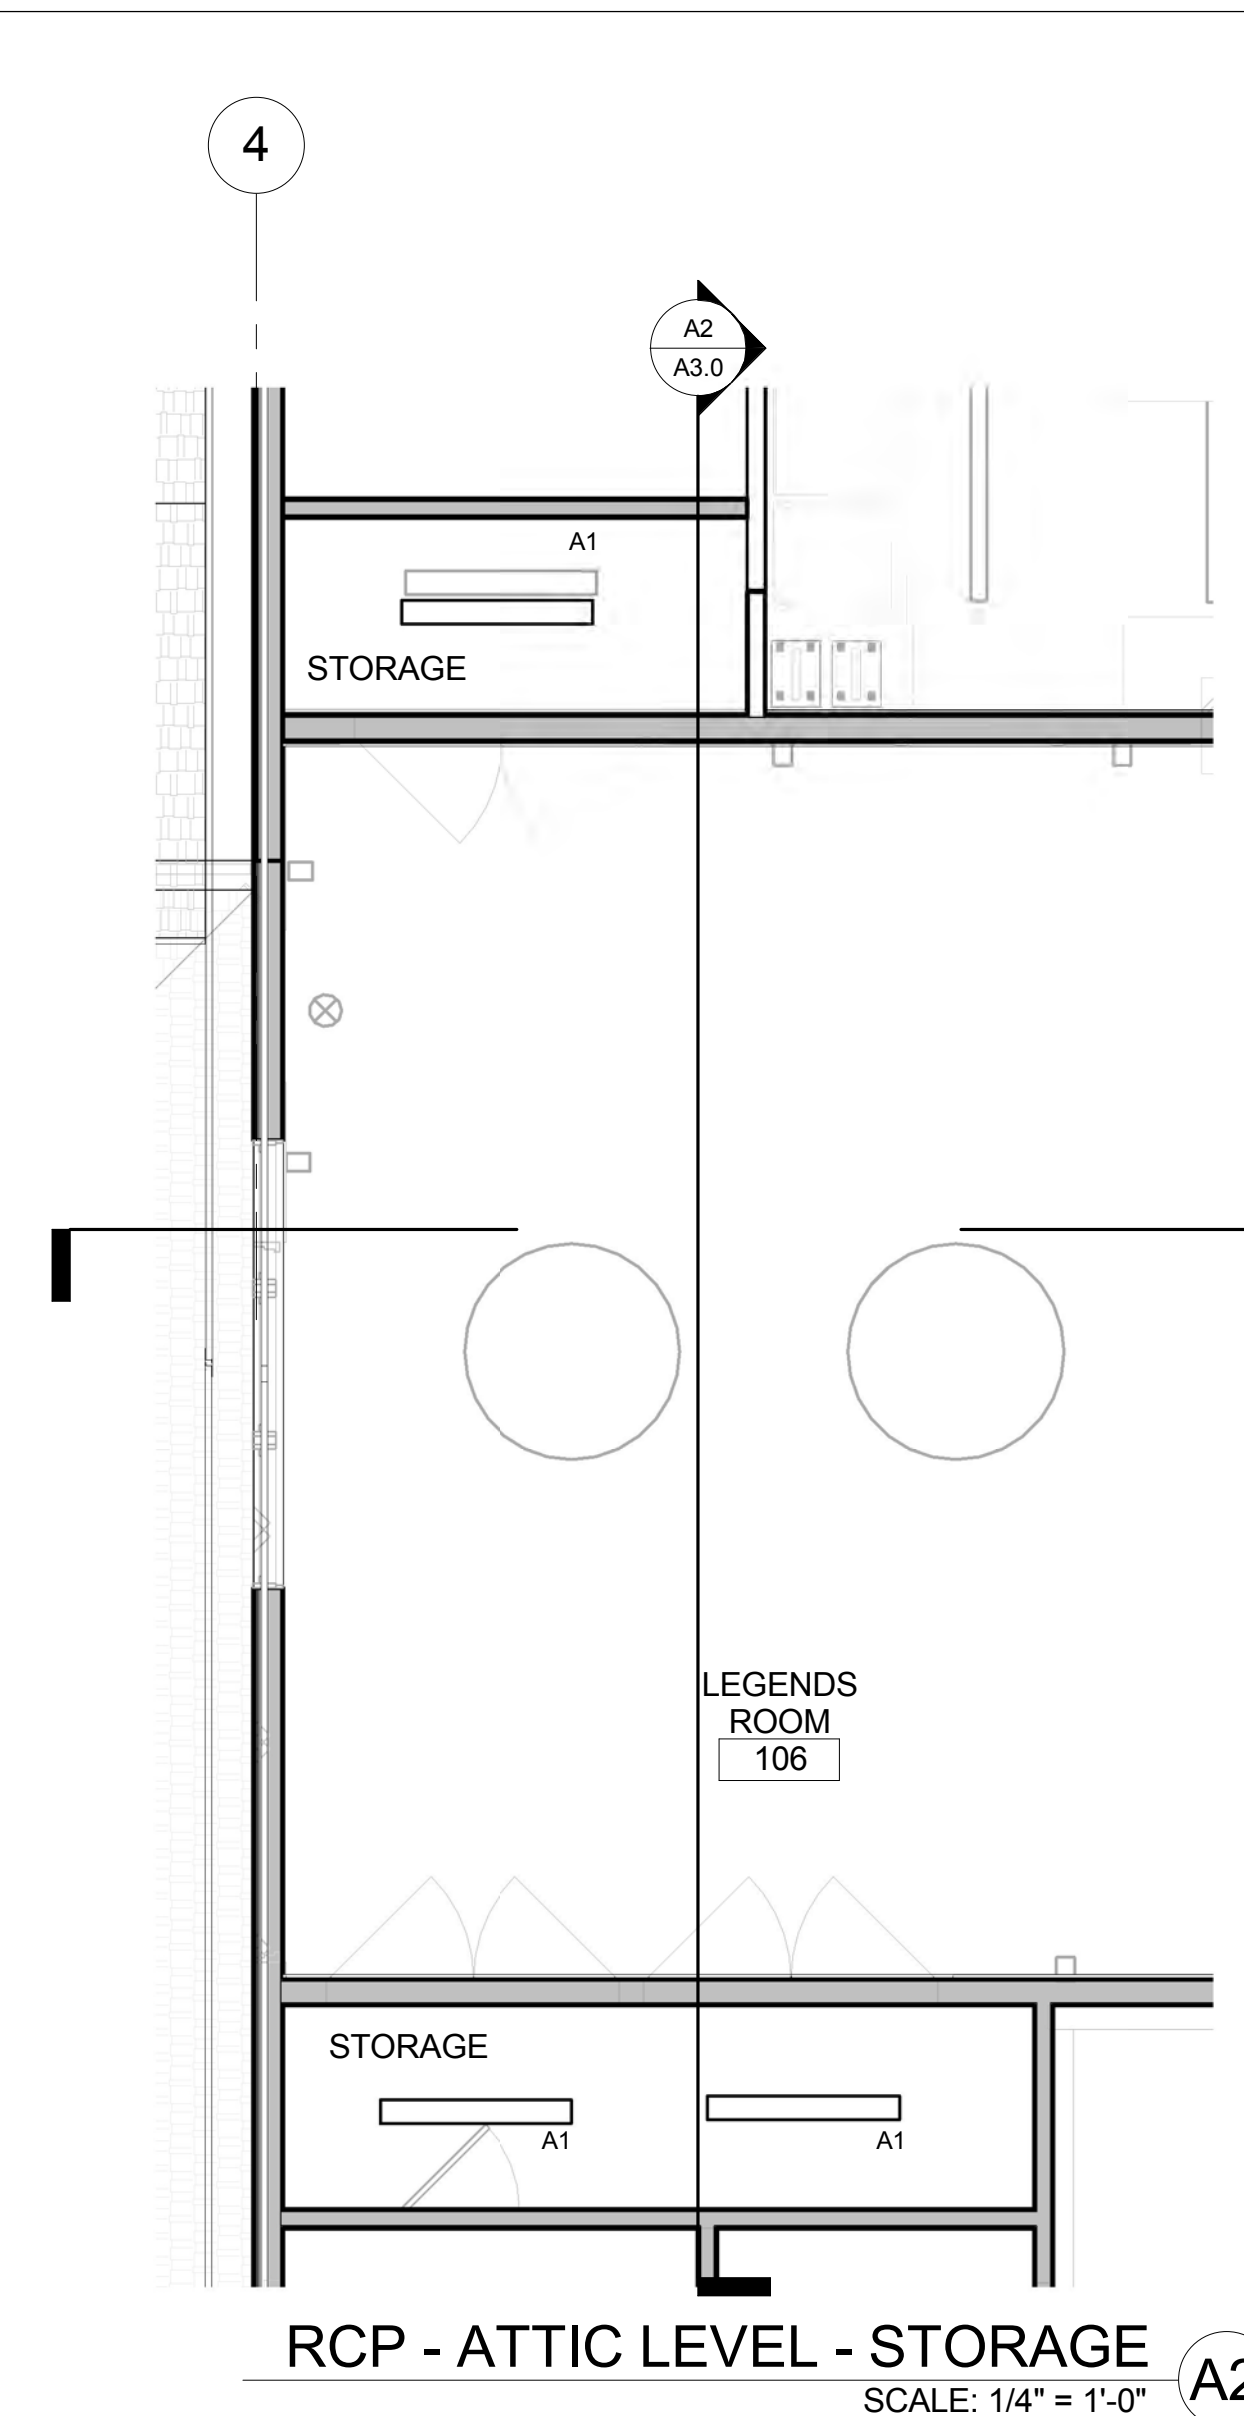 4
A2
A3.0
A1
STORAGE
LEGENDS
ROOM
106
STORAGE
A1
A1
RCP - ATTIC LEVEL - STORAGE
SCALE: 1/4" = 1'-0"
A2